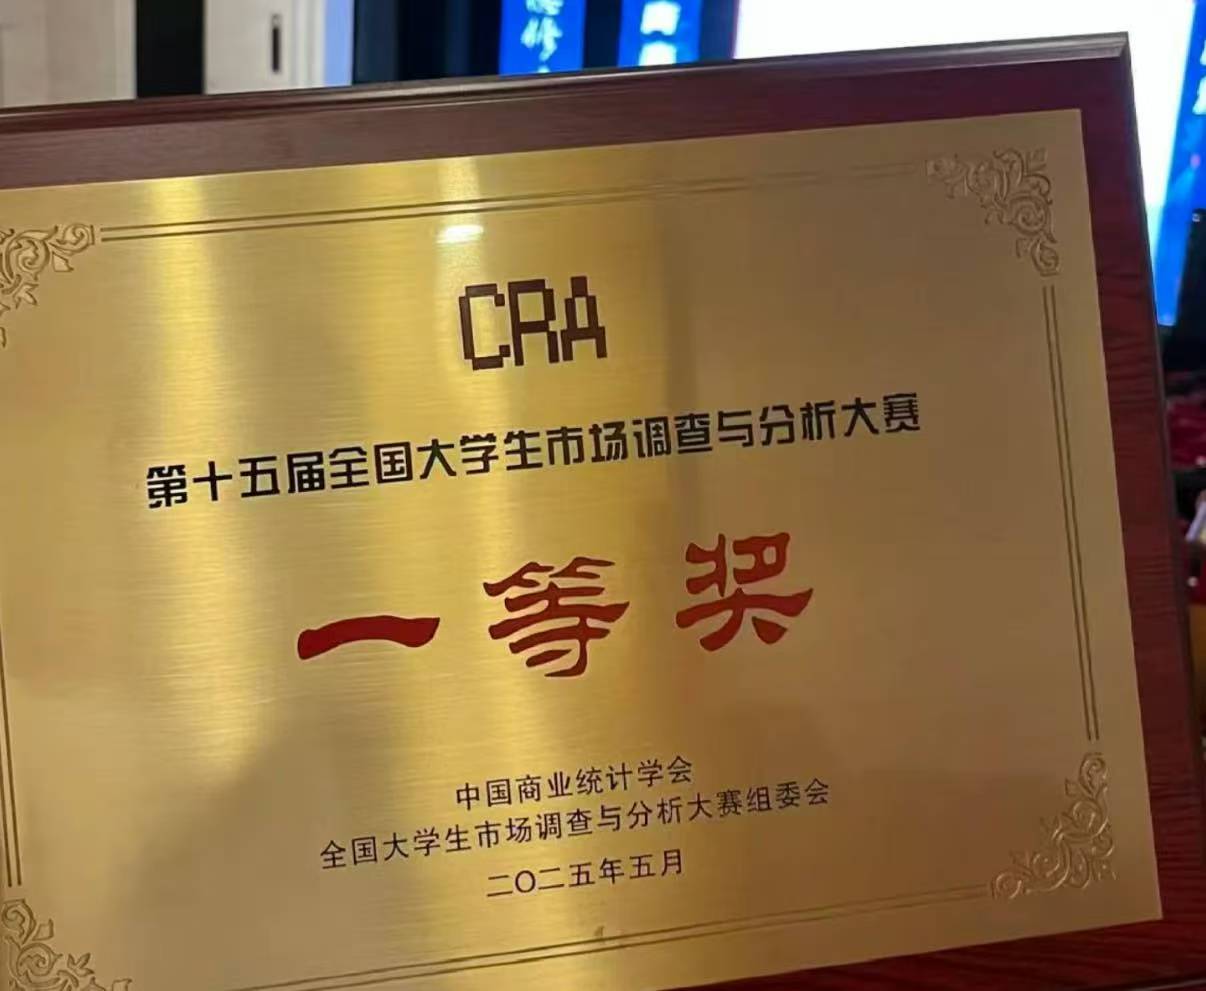 CRA
第十五届全国大学生市场调查与分析大赛
一等奖
中国商业统计学会
全国大学生市场调查与分析大赛组委会
二〇二五年五月